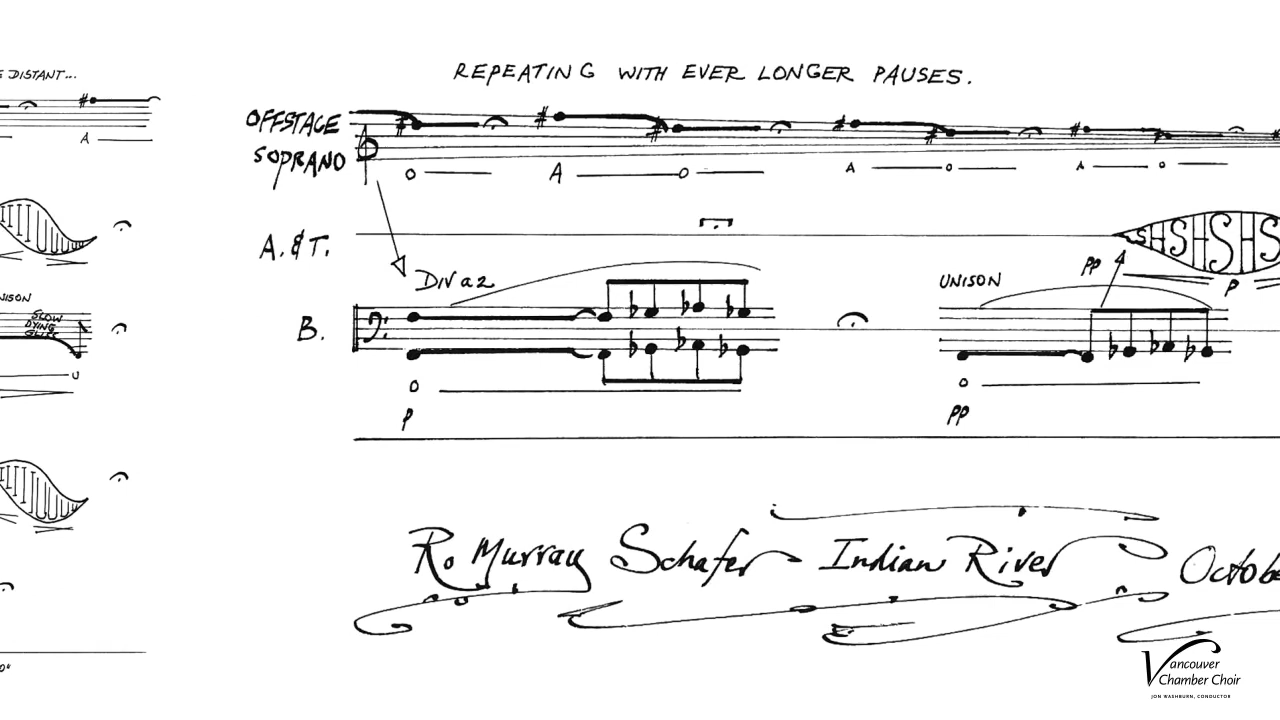 DISTANT...
A
NISON
SLOW
DYING
GLISS
U
REPEATING WITH EVER LONGER PAUSES.
OFFSTAGE
SOPRANO
O A O A O A O
A. & T.
SHSHSHS
PP
P
DIV a 2
UNISON
B.
O O
P PP
R. Murray Schafer Indian River Octobe
Vancouver
Chamber Choir
JON WASHBURN, CONDUCTOR